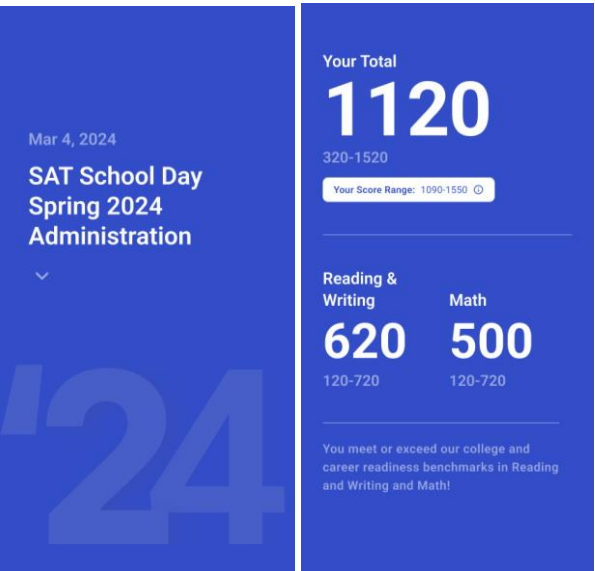 Mar 4, 2024
SAT School Day
Spring 2024
Administration
'24
Your Total
1120
320-1520
Your Score Range: 1090-1550
Reading &
Writing
Math
620
500
120-720
120-720
You meet or exceed our college and
career readiness benchmarks in Reading
and Writing and Math!